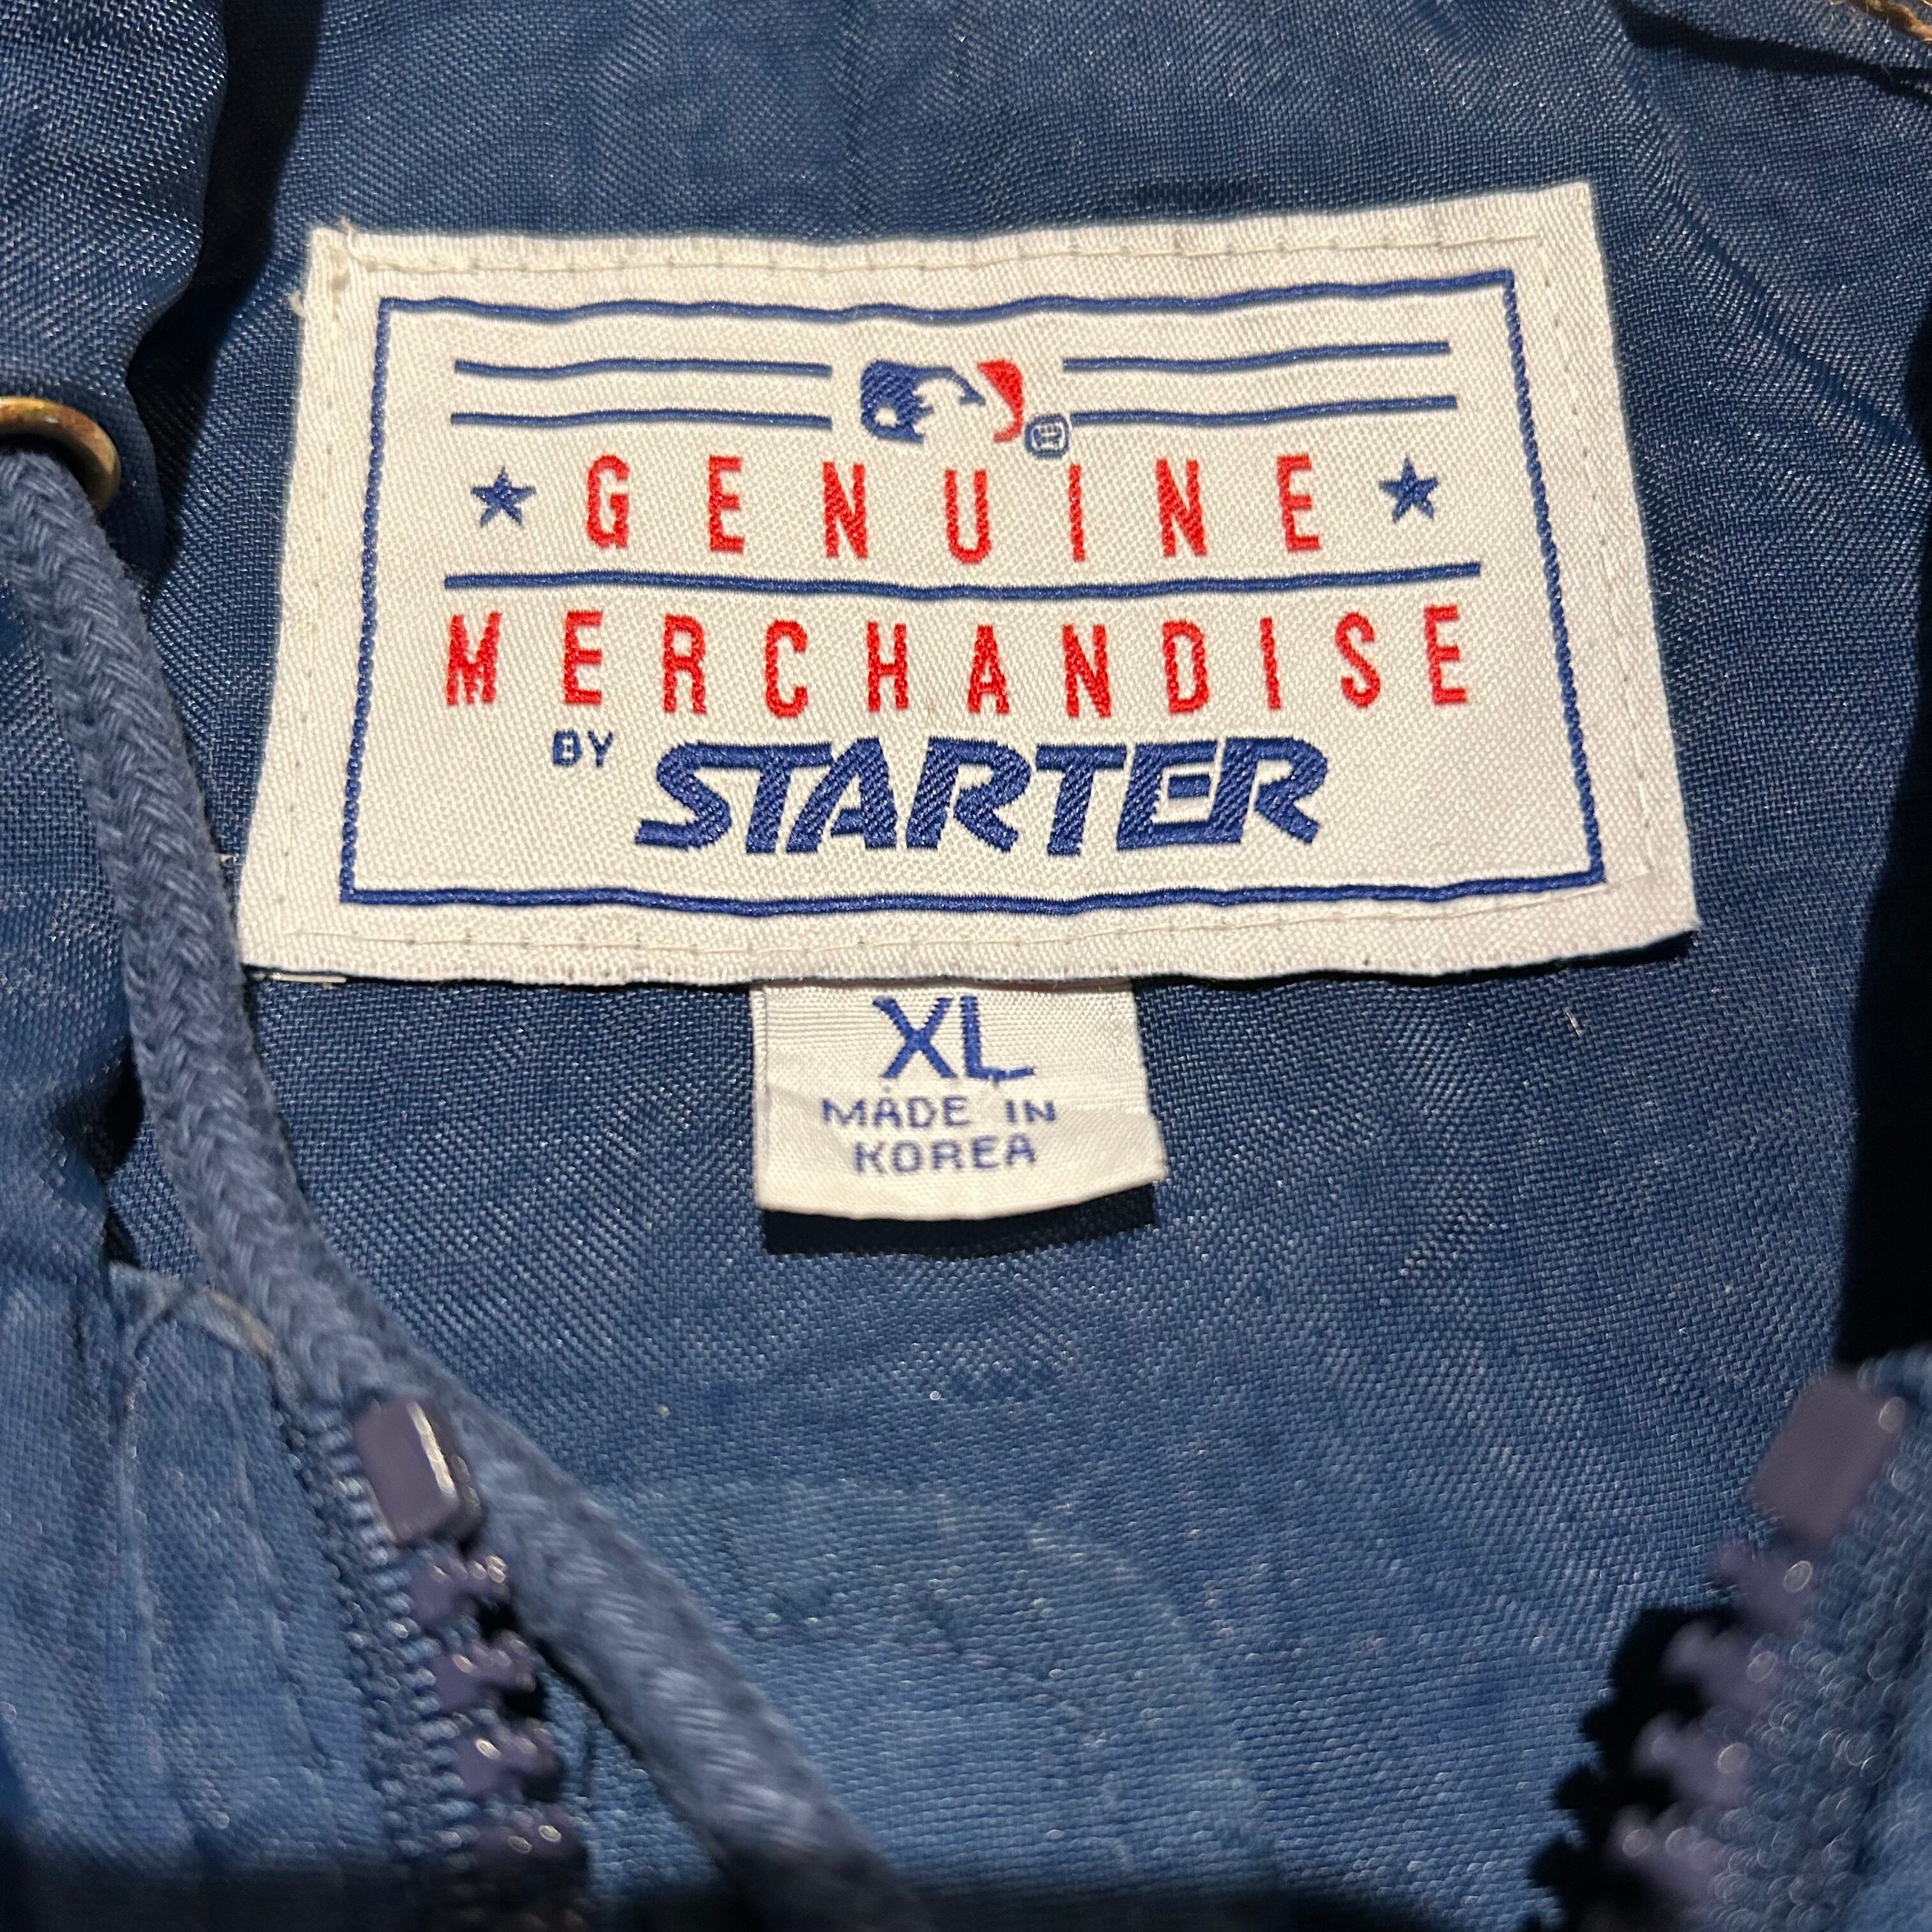 GENUINE
MERCHANDISE
BY STARTER
XL
MADE IN
KOREA